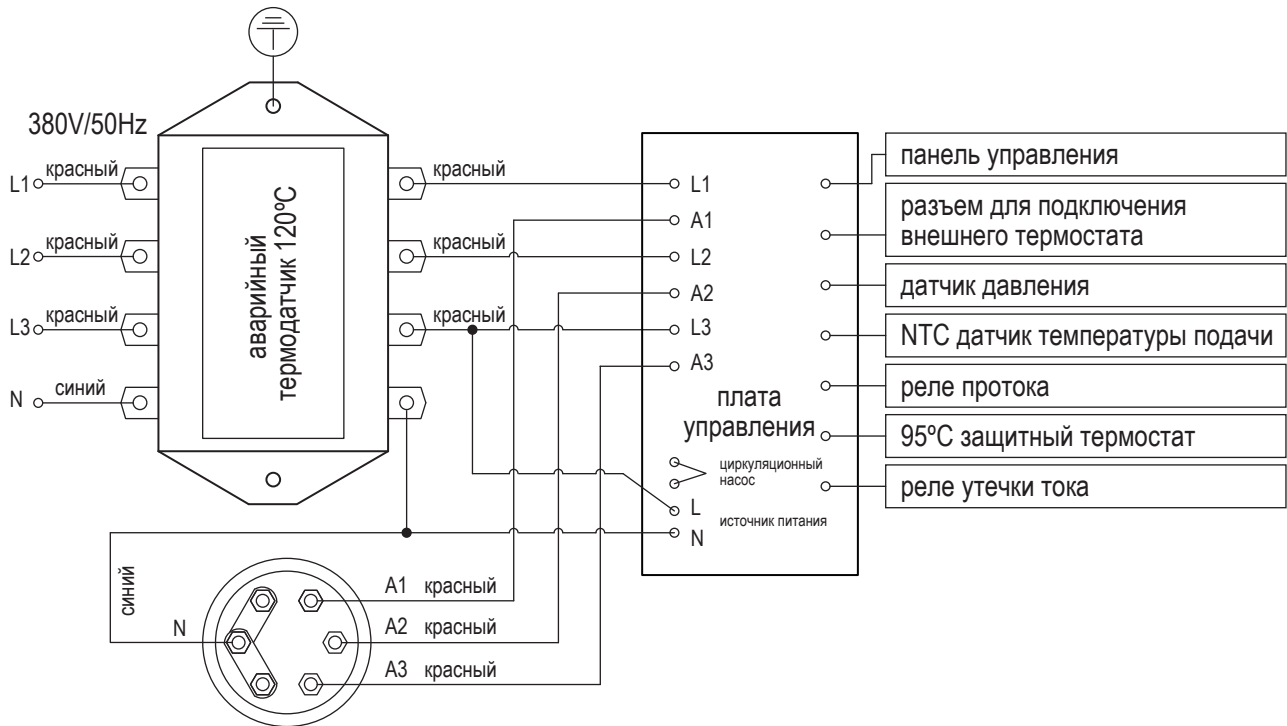 380V/50Hz
L1
красный
L2
красный
L3
красный
N
синий
аварийный
термодатчик 120ºC
красный
красный
красный
L1
A1
L2
A2
L3
A3
плата
управления
циркуляционный
насос
L
источник питания
N
панель управления
разъем для подключения
внешнего термостата
датчик давления
NTC датчик температуры подачи
реле протока
95ºC защитный термостат
реле утечки тока
синий
N
A1 красный
A2 красный
A3 красный